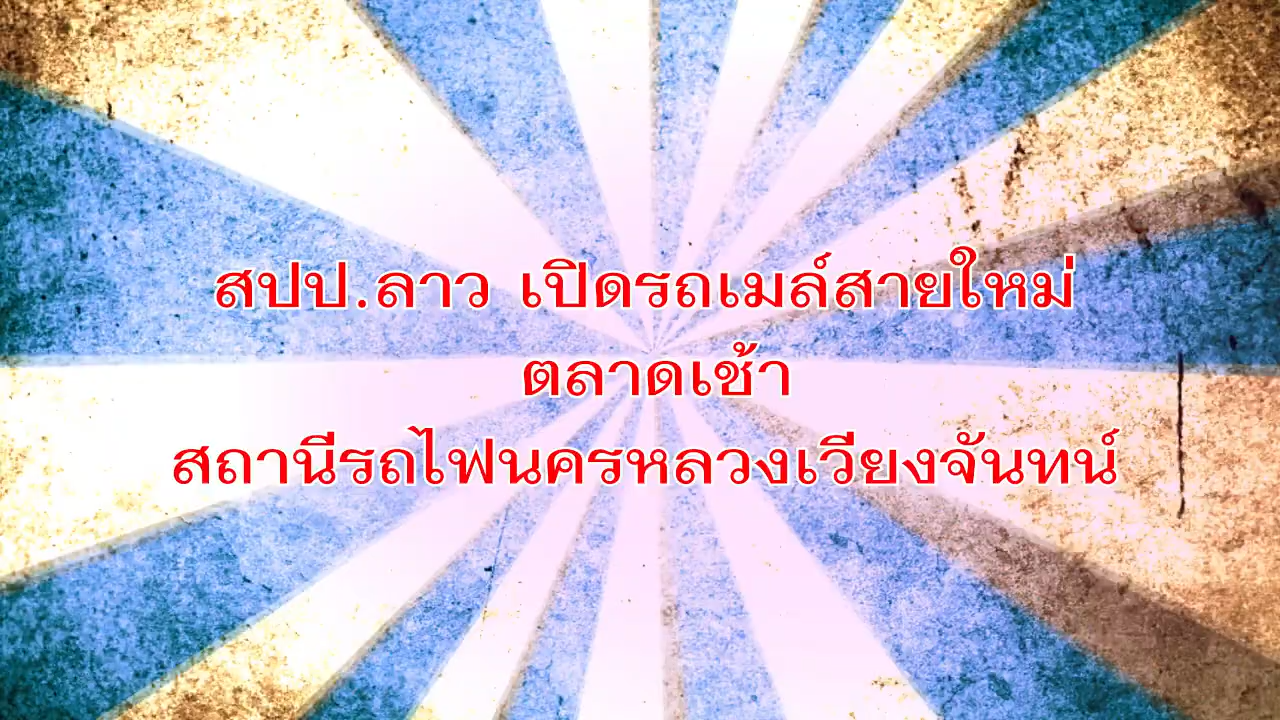 สปป.ลาว เปิดรถเมล์สายใหม่
ตลาดเช้า
สถานีรถไฟนครหลวงเวียงจันทน์